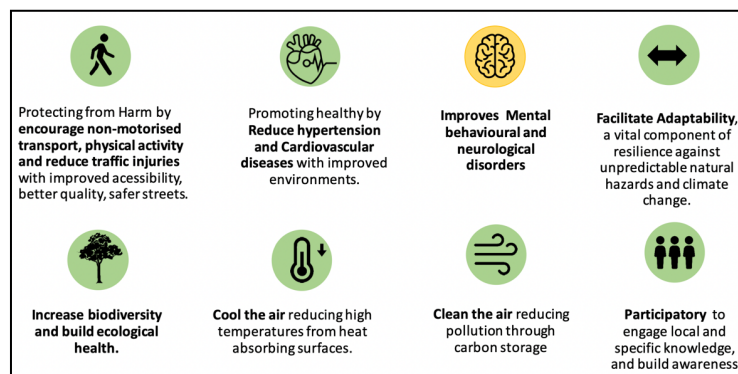 Protecting from Harm by
encourage non-motorised
transport, physical activity
and reduce traffic injuries
with improved acessibility,
better quality, safer streets.
Promoting healthy by
Reduce hypertension
and Cardiovascular
diseases with improved
environments.
Improves Mental
behavioural and
neurological
disorders
Facilitate Adaptability,
a vital component of
resilience against
unpredictable natural
hazards and climate
change.
Increase biodiversity
and build ecological
health.
Cool the air reducing high
temperatures from heat
absorbing surfaces.
Clean the air reducing
pollution through
carbon storage
Participatory to
engage local and
specific knowledge,
and build awareness